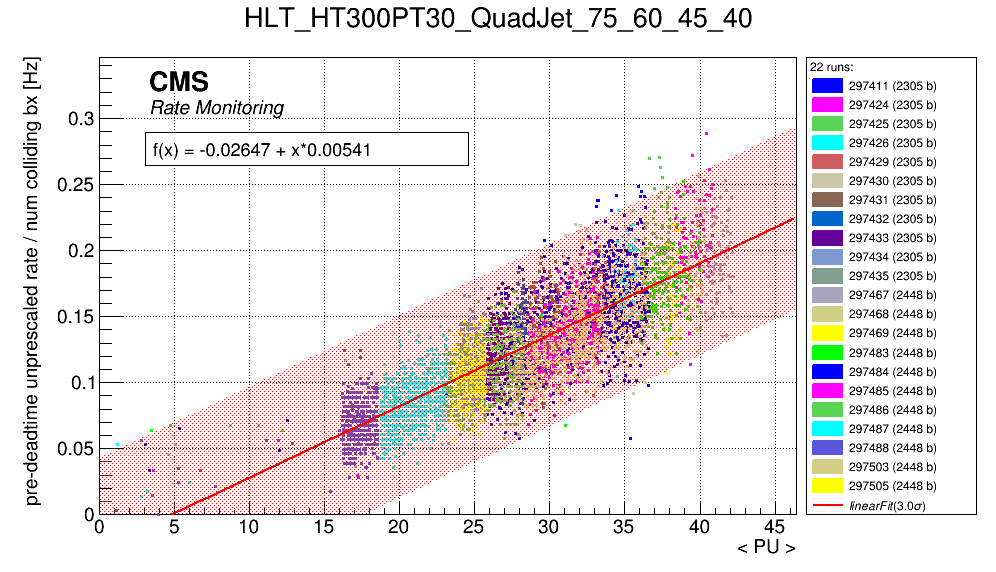 HLT_HT300PT30_QuadJet_75_60_45_40
pre-deadtime unprescaled rate / num colliding bx [Hz]
CMS
Rate Monitoring
f(x) = -0.02647 + x*0.00541
0.3
0.25
0.2
0.15
0.1
0.05
0
0 5 10 15 20 25 30 35 40 45
< PU >
22 runs:
297411 (2305 b)
297424 (2305 b)
297425 (2305 b)
297426 (2305 b)
297429 (2305 b)
297430 (2305 b)
297431 (2305 b)
297432 (2305 b)
297433 (2305 b)
297434 (2305 b)
297435 (2305 b)
297467 (2448 b)
297468 (2448 b)
297469 (2448 b)
297483 (2448 b)
297484 (2448 b)
297485 (2448 b)
297486 (2448 b)
297487 (2448 b)
297488 (2448 b)
297503 (2448 b)
297505 (2448 b)
linearFit(3.0σ)